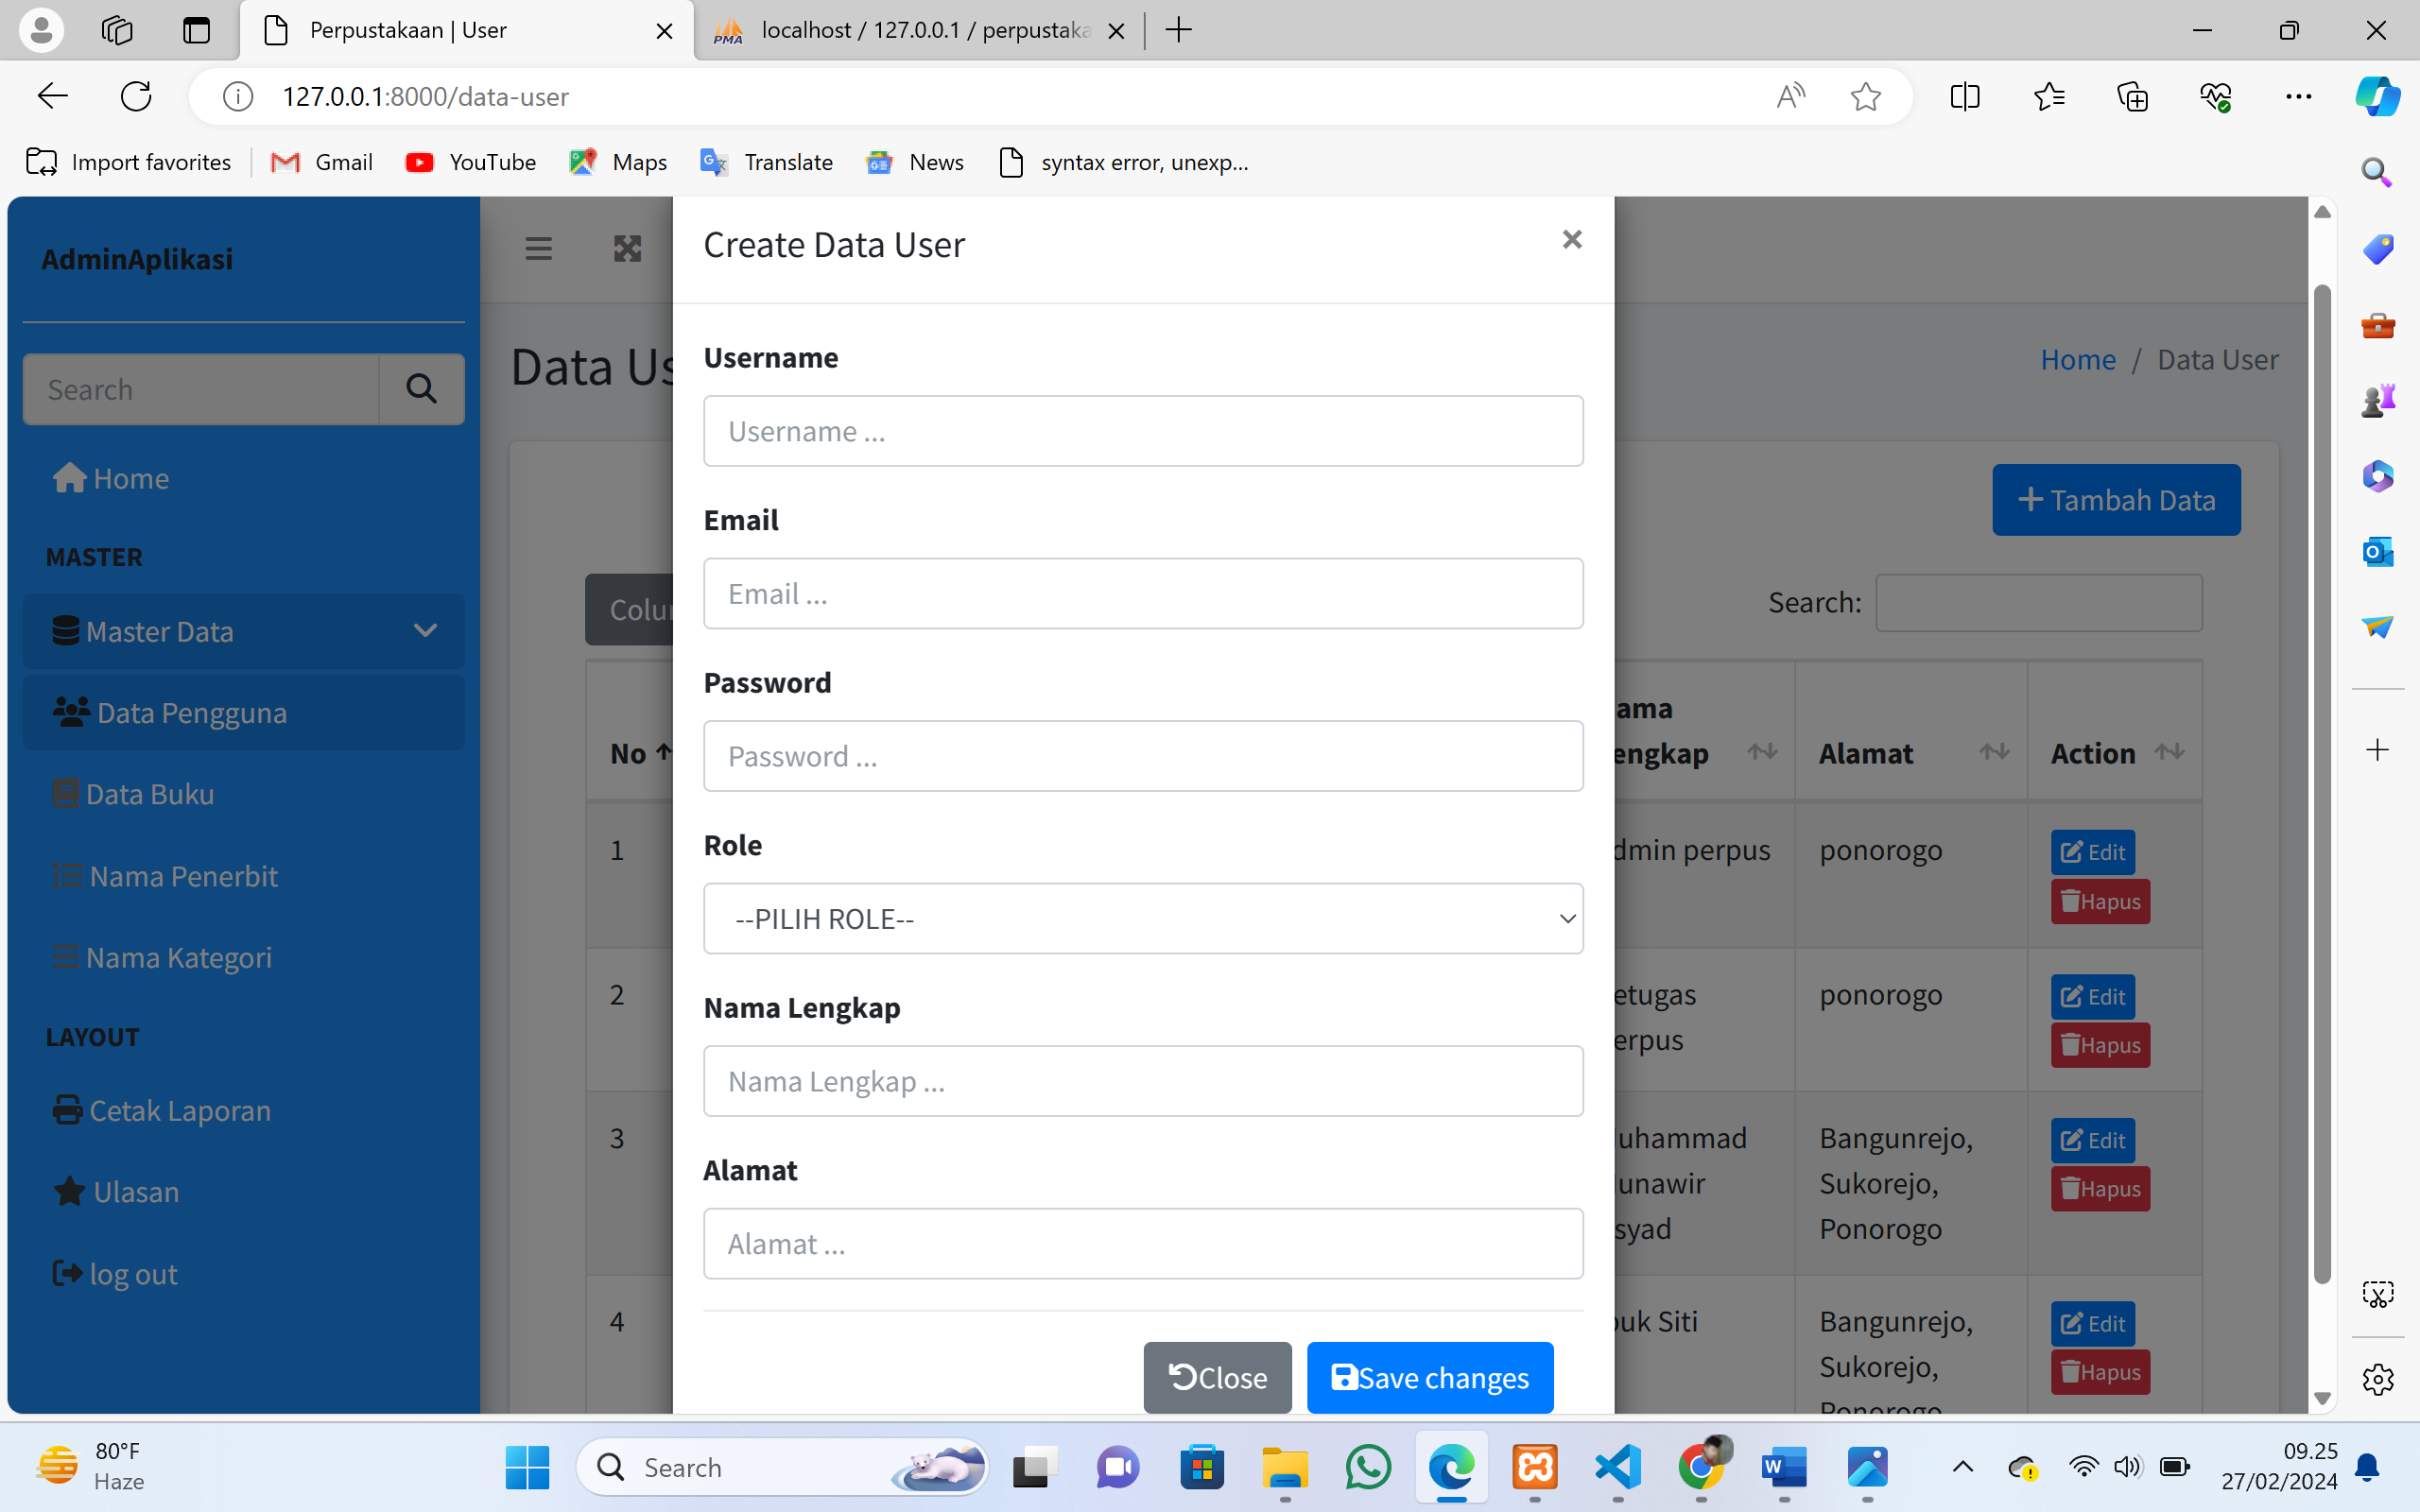 Perpustakaan | User
localhost / 127.0.0.1 / perpustaka
127.0.0.1:8000/data-user
Import favorites
Gmail
YouTube
Maps
Translate
News
syntax error, unexp...
AdminAplikasi
Search
Home
MASTER
Master Data
Data Pengguna
Data Buku
Nama Penerbit
Nama Kategori
LAYOUT
Cetak Laporan
Ulasan
log out
Data Us
Home / Data User
Tambah Data
Colu
Search:
No
ama
engkap
Alamat
Action
1
dmin perpus
ponorogo
Edit
Hapus
2
etugas
erpus
ponorogo
Edit
Hapus
3
uhammad
unawir
syad
Bangunrejo,
Sukorejo,
Ponorogo
Edit
Hapus
4
uk Siti
Bangunrejo,
Sukorejo,
Ponorogo
Edit
Hapus
Create Data User
×
Username
Username ...
Email
Email ...
Password
Password ...
Role
--PILIH ROLE--
Nama Lengkap
Nama Lengkap ...
Alamat
Alamat ...
Close
Save changes
80°F
Haze
Search
09.25
27/02/2024